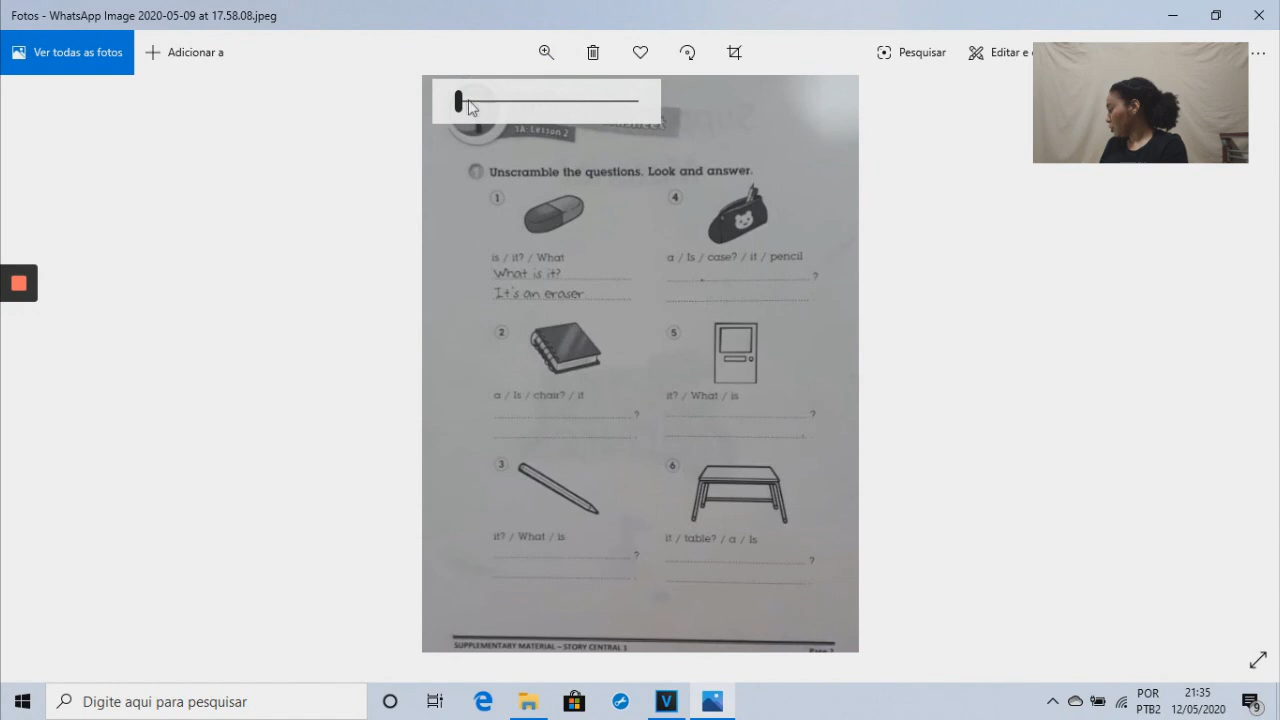 Fotos - WhatsApp Image 2020-05-09 at 17.58.08.jpeg
Ver todas as fotos
Adicionar a
Pesquisar
Editar e
1A-Lesson 2
Unscramble the questions. Look and answer.
1
is / it? / What
What is it?
It's an eraser
2
a / Is / chair? / it
?
3
it? / What / is
?
4
a / Is / case? / it / pencil
?
5
it? / What / is
?
6
it / table? / a / Is
?
SUPPLEMENTARY MATERIAL – STORY CENTRAL 1
Page 2
Digite aqui para pesquisar
POR
PTB2
21:35
12/05/2020
9